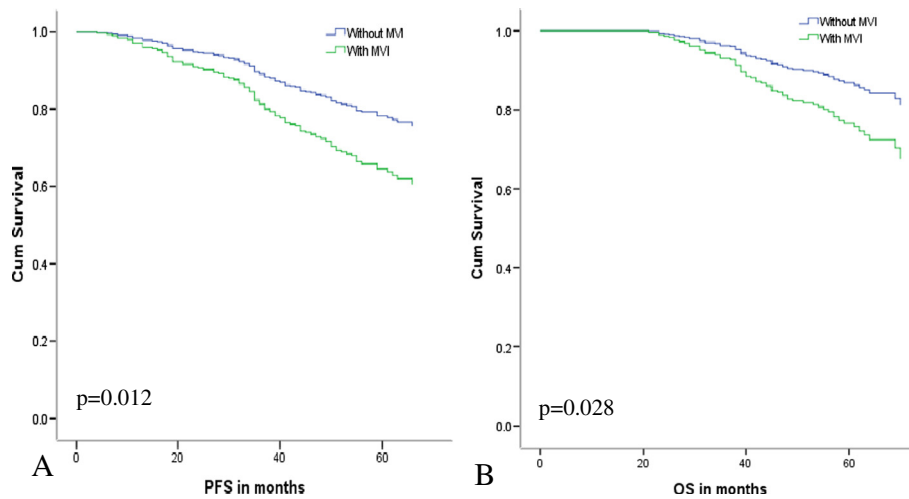 Without MVI
With MVI
1.0
0.8
0.6
0.4
0.2
0.0
Cum Survival
p=0.012
0
20
40
60
A
PFS in months
Without MVI
With MVI
1.0
0.8
0.6
0.4
0.2
0.0
Cum Survival
p=0.028
0
20
40
60
B
OS in months